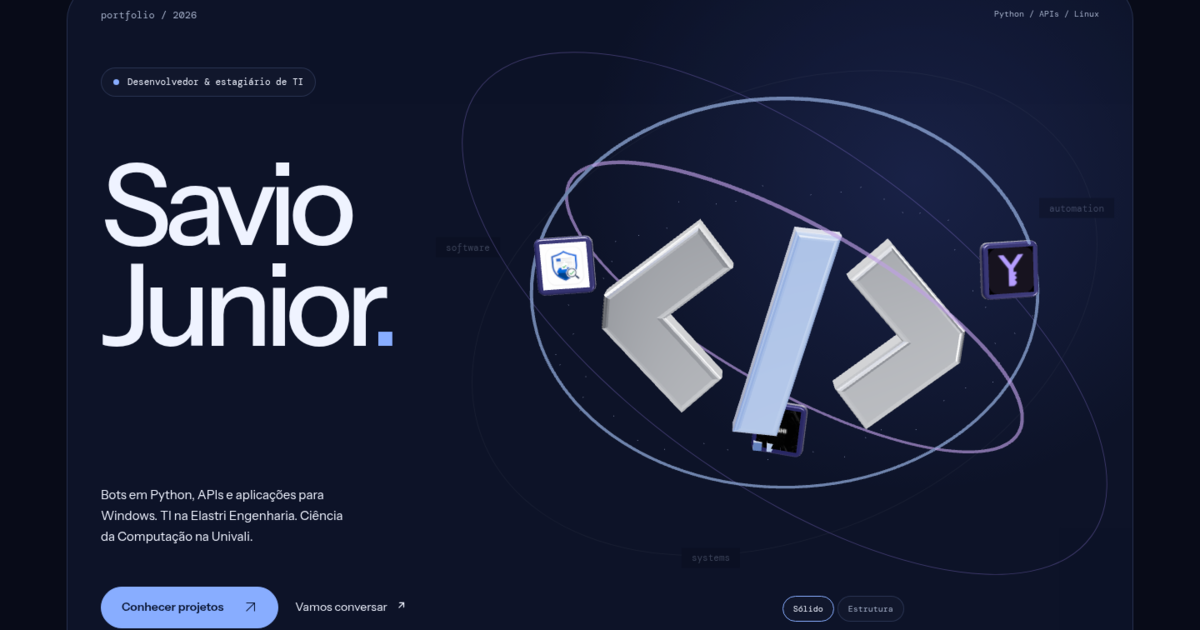 portfolio / 2026
Python / APIs / Linux
Desenvolvedor & estagiário de TI
Savio
Junior.
automation
software
Y
Bots em Python, APIs e aplicações para
Windows. TI na Elastri Engenharia. Ciência
da Computação na Univali.
systems
Conhecer projetos
Vamos conversar
Sólido
Estrutura